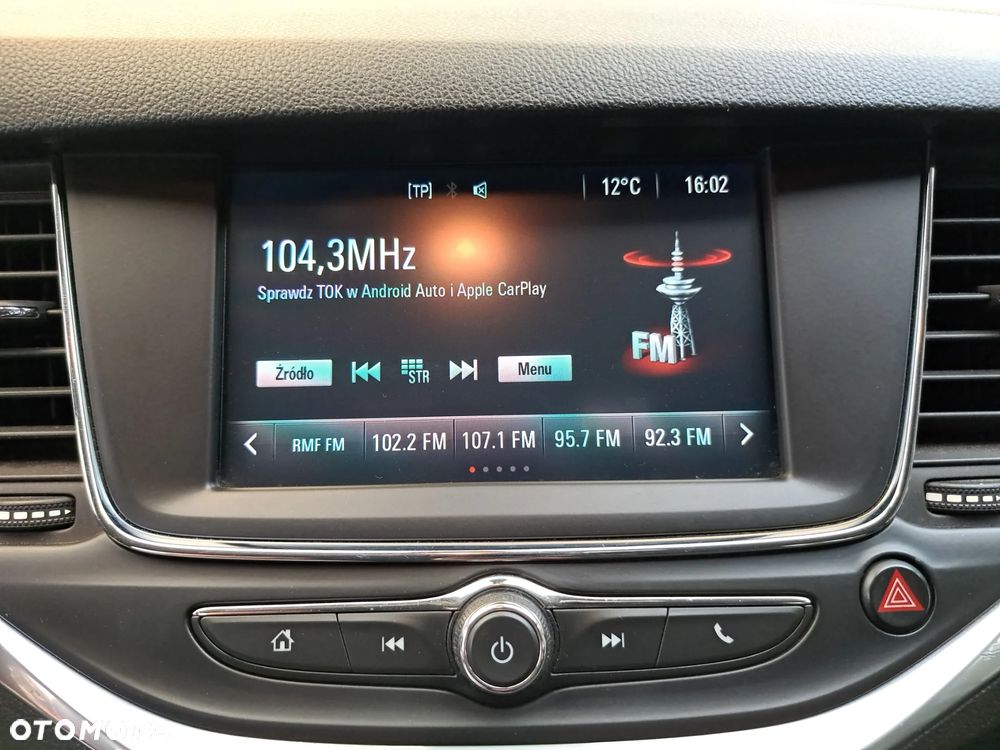 [TP] 12°C 16:02
104,3MHz
Sprawdz TOK w Android Auto i Apple CarPlay
FM
Źródło STR Menu
RMF FM 102.2 FM 107.1 FM 95.7 FM 92.3 FM